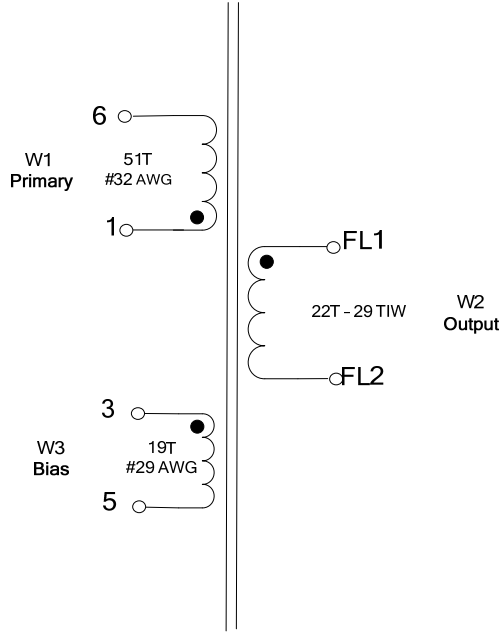 6
W1
Primary
51T
#32 AWG
1
FL1
22T - 29 TIW
W2
Output
FL2
3
W3
Bias
19T
#29 AWG
5